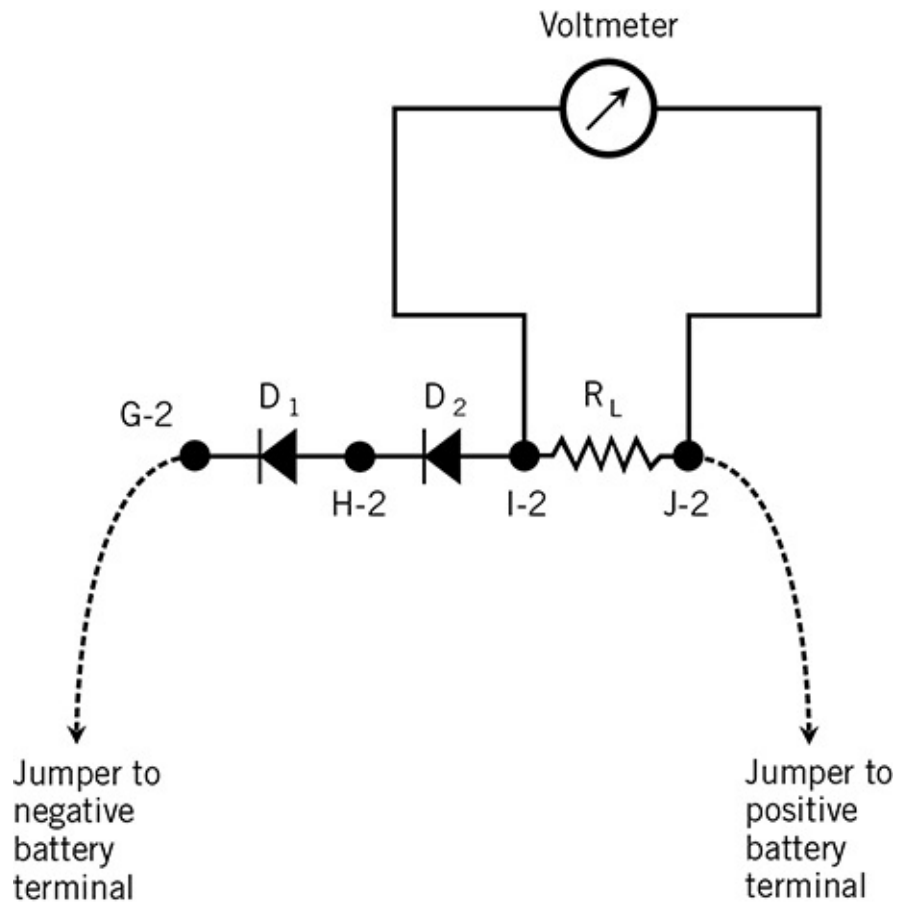 Voltmeter
G-2
D1
D2
RL
H-2
I-2
J-2
Jumper to
negative
battery
terminal
Jumper to
positive
battery
terminal